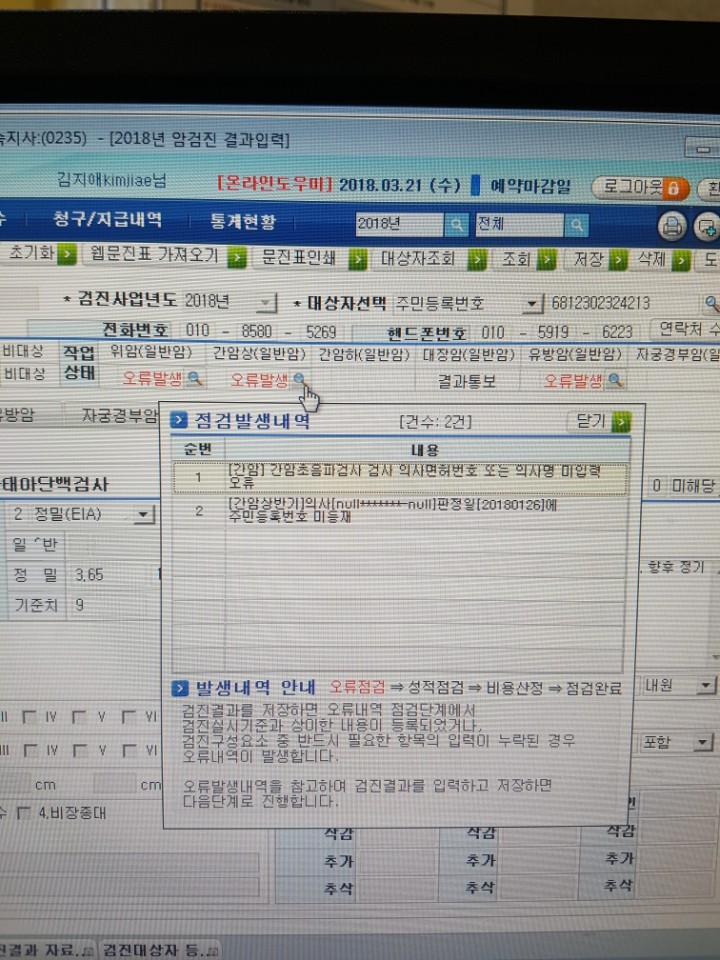 지사:(0235) - [2018년 암검진 결과입력]
김지애kimjiae님 [온라인도우미] 2018.03.21 (수) 예약마감일 로그아웃
청구/지급내역 통계현황 2018년 전체
초기화 웹문진표 가져오기 문진표인쇄 대상자조회 조회 저장 삭제 도
* 검진사업년도 2018년 * 대상자선택 주민등록번호 6812302324213
전화번호 010 - 8580 - 5269 핸드폰번호 010 - 5919 - 6223 연락처 수
비대상 작업 위암(일반암) 간암상(일반암) 간암하(일반암) 대장암(일반암) 유방암(일반암) 자궁경부암(일
비대상 상태 오류발생 오류발생 결과통보 오류발생
방암 자궁경부암
점검발생내역 [건수: 2건] 닫기
순번 내용
1 [간암] 간암초음파검사 검사 의사면허번호 또는 의사명 미입력
오류
2 [간암상반기]의사[null*******-null]판정일[20180126]에
주민등록번호 미등재
태아단백검사
0 미해당
2 정밀(EIA)
일 반
정 밀 3.65
향후 정기
기준치 9
발생내역 안내 오류점검 ⇒ 성적점검 ⇒ 비용산정 ⇒ 점검완료
내원
검진결과를 저장하면 오류내역 점검단계에서
검진실시기준과 상이한 내용이 등록되었거나,
검진구성요소 중 반드시 필요한 항목의 입력이 누락된 경우
오류내역이 발생합니다.
포함
오류발생내역을 참고하여 검진결과를 입력하고 저장하면
다음단계로 진행합니다.
II IV V VI
III IV V VI
cm cm
4.비장종대
삭감 삭감 삭감
추가 추가 추가
추삭 추삭 추삭
결과 자료.. 검진대상자 등..